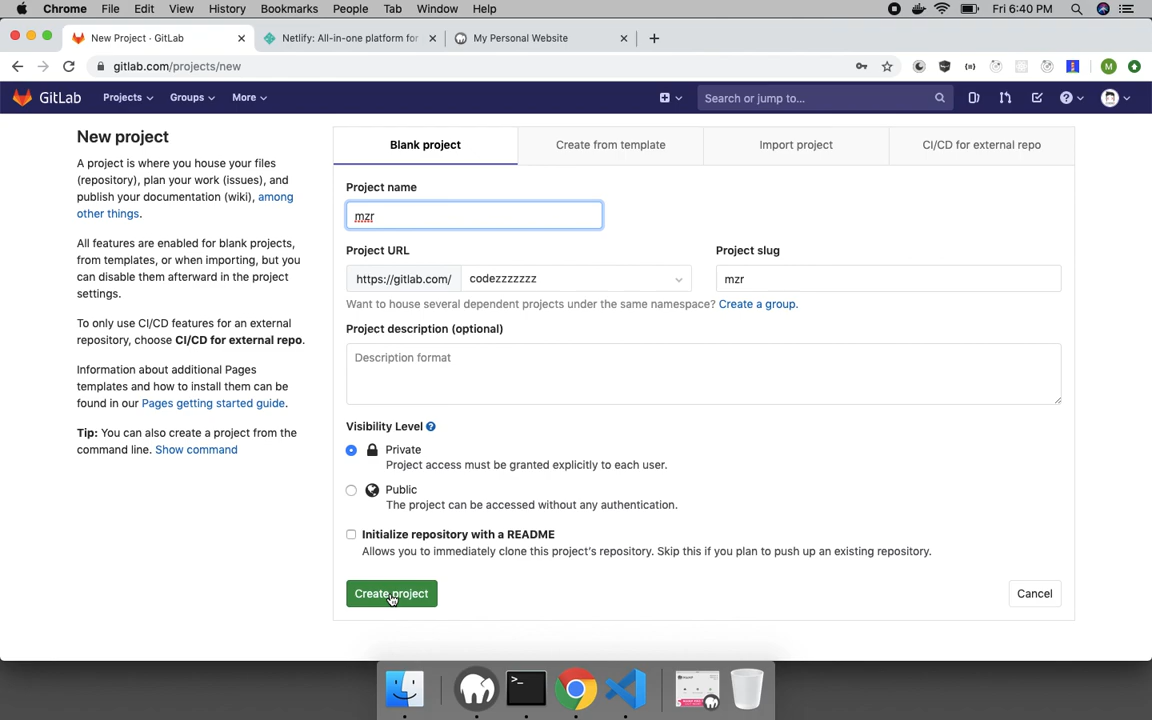 Chrome File Edit View History Bookmarks People Tab Window Help Fri 6:40 PM
New Project · GitLab Netlify: All-in-one platform for My Personal Website
gitlab.com/projects/new M
GitLab Projects Groups More Search or jump to...
New project
A project is where you house your files
(repository), plan your work (issues), and
publish your documentation (wiki), among
other things.
All features are enabled for blank projects,
from templates, or when importing, but you
can disable them afterward in the project
settings.
To only use CI/CD features for an external
repository, choose CI/CD for external repo.
Information about additional Pages
templates and how to install them can be
found in our Pages getting started guide.
Tip: You can also create a project from the
command line. Show command
Blank project Create from template Import project CI/CD for external repo
Project name
mzr
Project URL Project slug
https://gitlab.com/ codezzzzzzz mzr
Want to house several dependent projects under the same namespace? Create a group.
Project description (optional)
Description format
Visibility Level ?
Private
Project access must be granted explicitly to each user.
Public
The project can be accessed without any authentication.
Initialize repository with a README
Allows you to immediately clone this project's repository. Skip this if you plan to push up an existing repository.
Create project Cancel